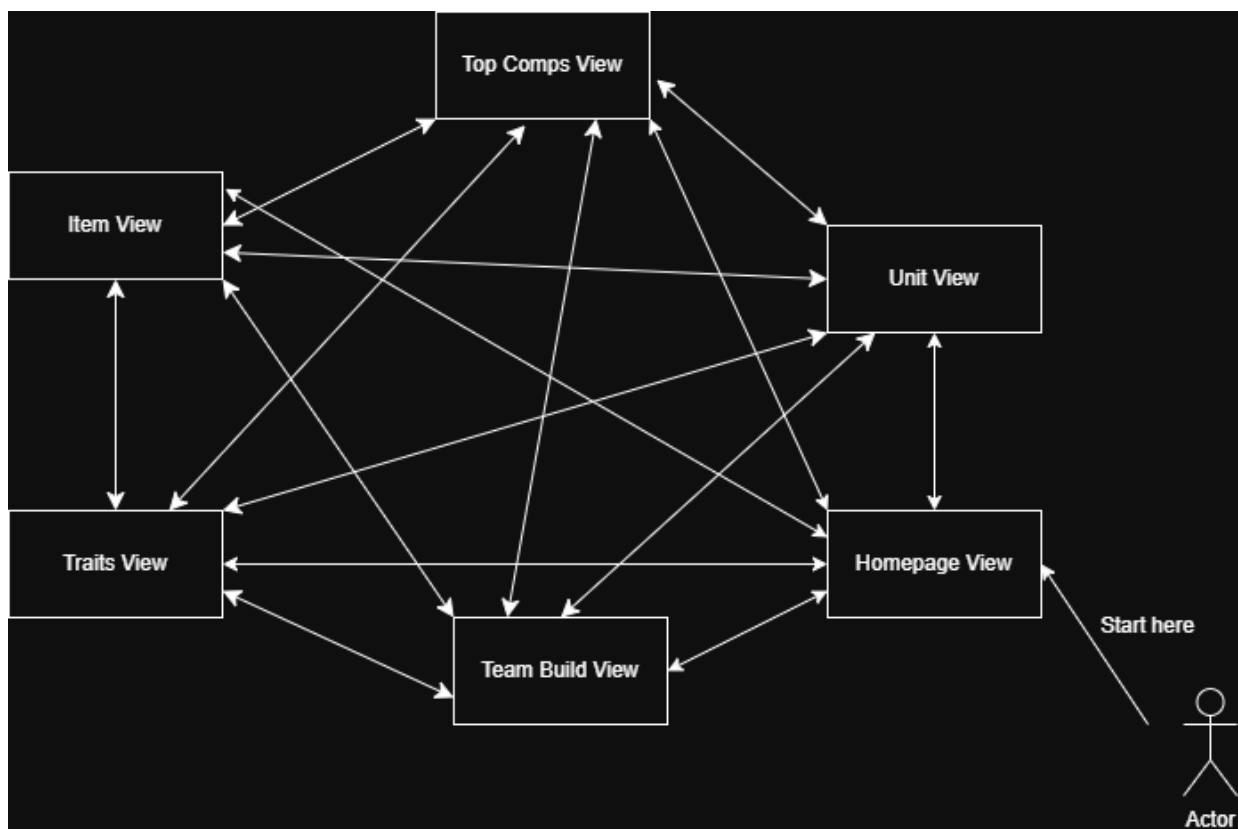 Top Comps View
Item View
Unit View
Traits View
Homepage View
Start here
Team Build View
Actor